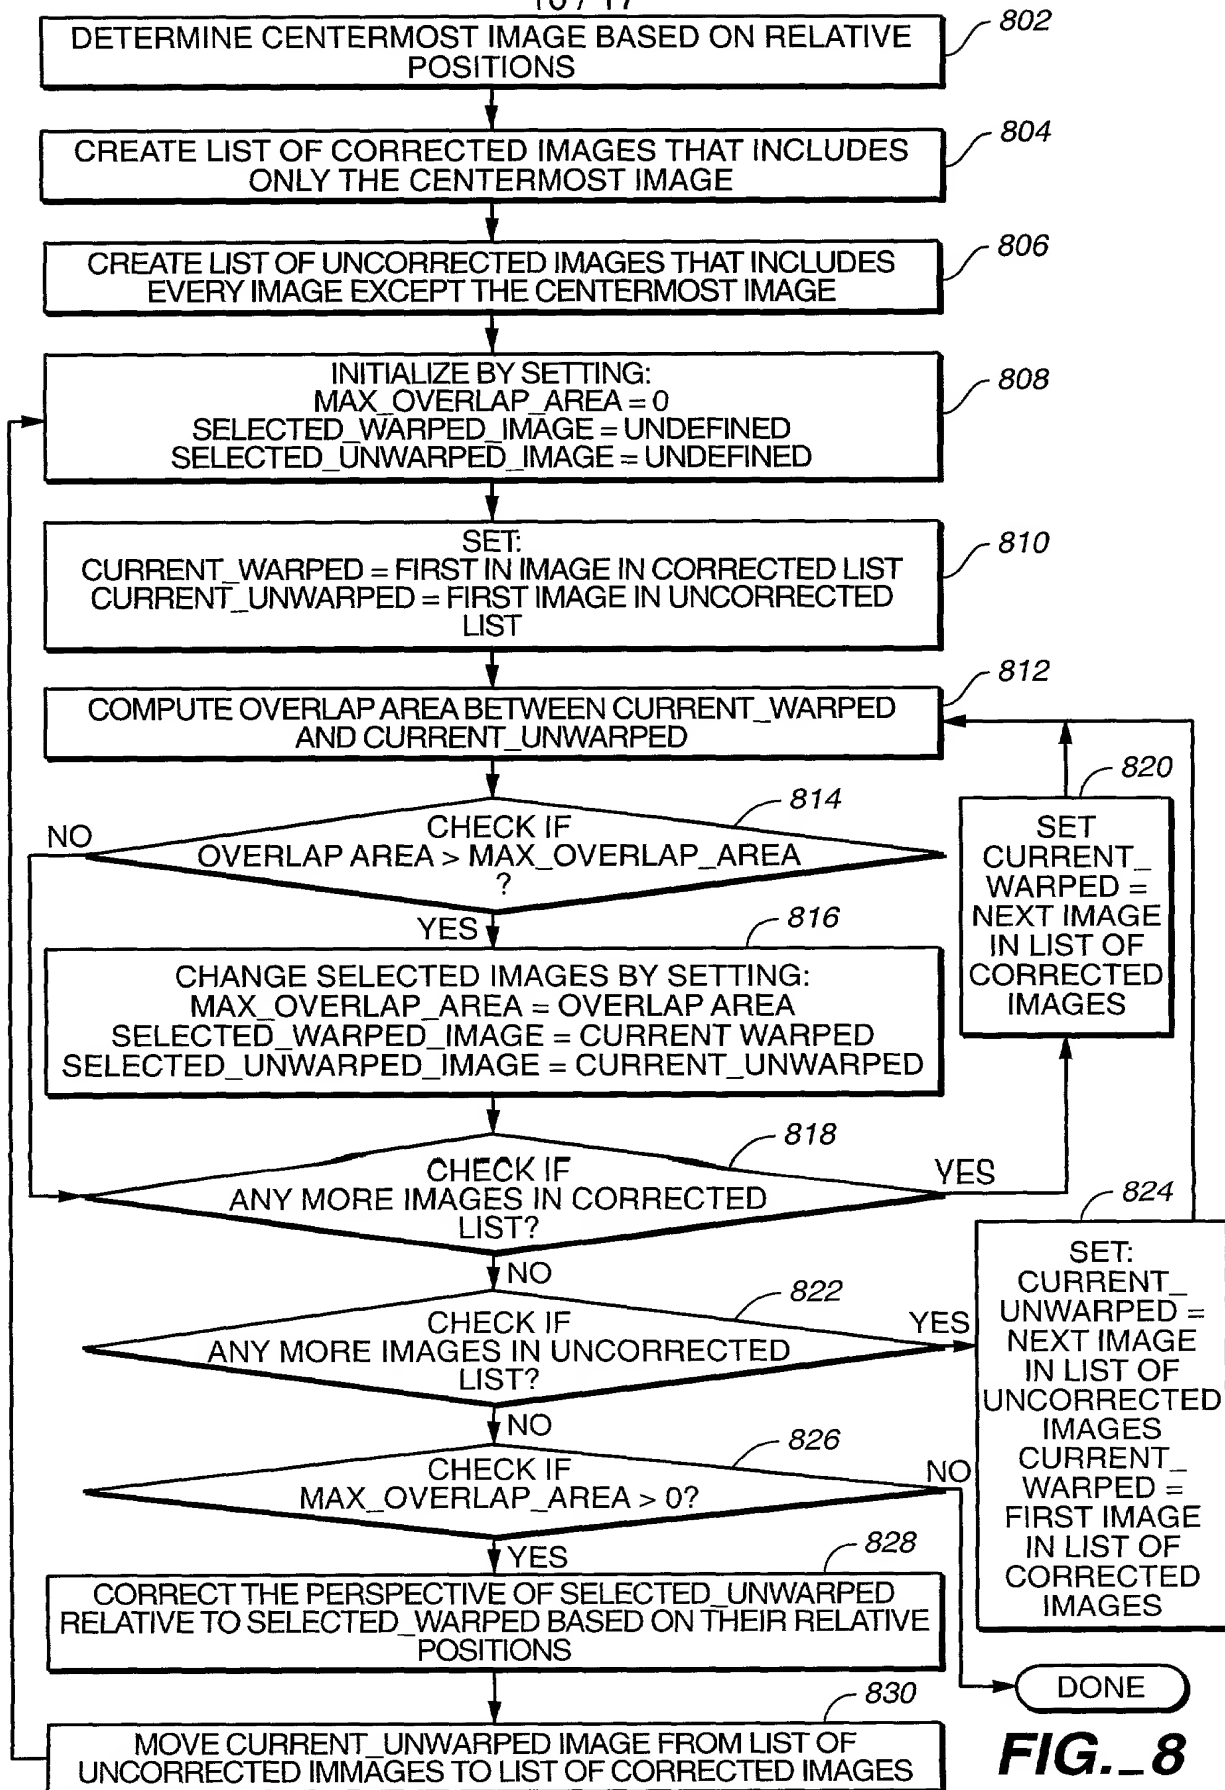 16 / 17
802
DETERMINE CENTERMOST IMAGE BASED ON RELATIVE
POSITIONS
804
CREATE LIST OF CORRECTED IMAGES THAT INCLUDES
ONLY THE CENTERMOST IMAGE
806
CREATE LIST OF UNCORRECTED IMAGES THAT INCLUDES
EVERY IMAGE EXCEPT THE CENTERMOST IMAGE
808
INITIALIZE BY SETTING:
MAX_OVERLAP_AREA = 0
SELECTED_WARPED_IMAGE = UNDEFINED
SELECTED_UNWARPED_IMAGE = UNDEFINED
810
SET:
CURRENT_WARPED = FIRST IN IMAGE IN CORRECTED LIST
CURRENT_UNWARPED = FIRST IMAGE IN UNCORRECTED
LIST
812
COMPUTE OVERLAP AREA BETWEEN CURRENT_WARPED
AND CURRENT_UNWARPED
814
NO
CHECK IF
OVERLAP AREA > MAX_OVERLAP_AREA
?
YES
820
SET
CURRENT_
WARPED =
NEXT IMAGE
IN LIST OF
CORRECTED
IMAGES
816
CHANGE SELECTED IMAGES BY SETTING:
MAX_OVERLAP_AREA = OVERLAP AREA
SELECTED_WARPED_IMAGE = CURRENT WARPED
SELECTED_UNWARPED_IMAGE = CURRENT_UNWARPED
818
CHECK IF
ANY MORE IMAGES IN CORRECTED
LIST?
YES
NO
822
CHECK IF
ANY MORE IMAGES IN UNCORRECTED
LIST?
YES
NO
824
SET:
CURRENT_
UNWARPED =
NEXT IMAGE
IN LIST OF
UNCORRECTED
IMAGES
CURRENT_
WARPED =
FIRST IMAGE
IN LIST OF
CORRECTED
IMAGES
826
CHECK IF
MAX_OVERLAP_AREA > 0?
NO
YES
828
CORRECT THE PERSPECTIVE OF SELECTED_UNWARPED
RELATIVE TO SELECTED_WARPED BASED ON THEIR RELATIVE
POSITIONS
DONE
830
MOVE CURRENT_UNWARPED IMAGE FROM LIST OF
UNCORRECTED IMMAGES TO LIST OF CORRECTED IMAGES
FIG._8